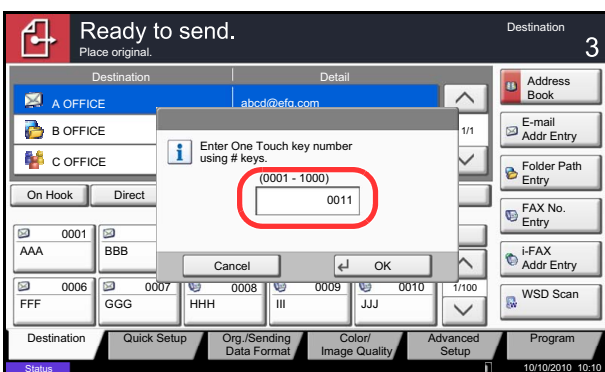 Ready to send.
Place original.
Destination
3
Destination
Detail
A OFFICE
abcd@efg.com
B OFFICE
1/1
C OFFICE
Enter One Touch key number
using # keys.
(0001 - 1000)
0011
Cancel
OK
On Hook
Direct
0001
AAA
BBB
0006
FFF
0007
GGG
0008
HHH
0009
III
0010
JJJ
1/100
Address
Book
E-mail
Addr Entry
Folder Path
Entry
FAX No.
Entry
i-FAX
Addr Entry
WSD Scan
Destination
Quick Setup
Org./Sending
Data Format
Color/
Image Quality
Advanced
Setup
Program
Status
10/10/2010 10:10